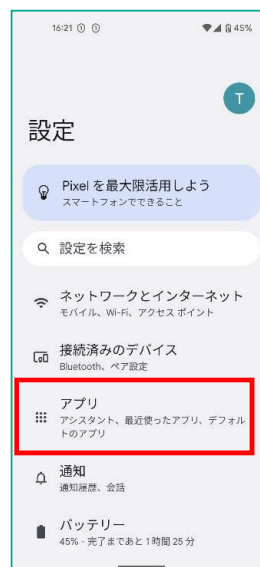 16:21 45%
T
設定
Pixel を最大限活用しよう
スマートフォンでできること
設定を検索
ネットワークとインターネット
モバイル、Wi-Fi、アクセス ポイント
接続済みのデバイス
Bluetooth、ペア設定
アプリ
アシスタント、最近使ったアプリ、デフォル
トのアプリ
通知
通知履歴、会話
バッテリー
45% - 完了まであと 1 時間 25 分